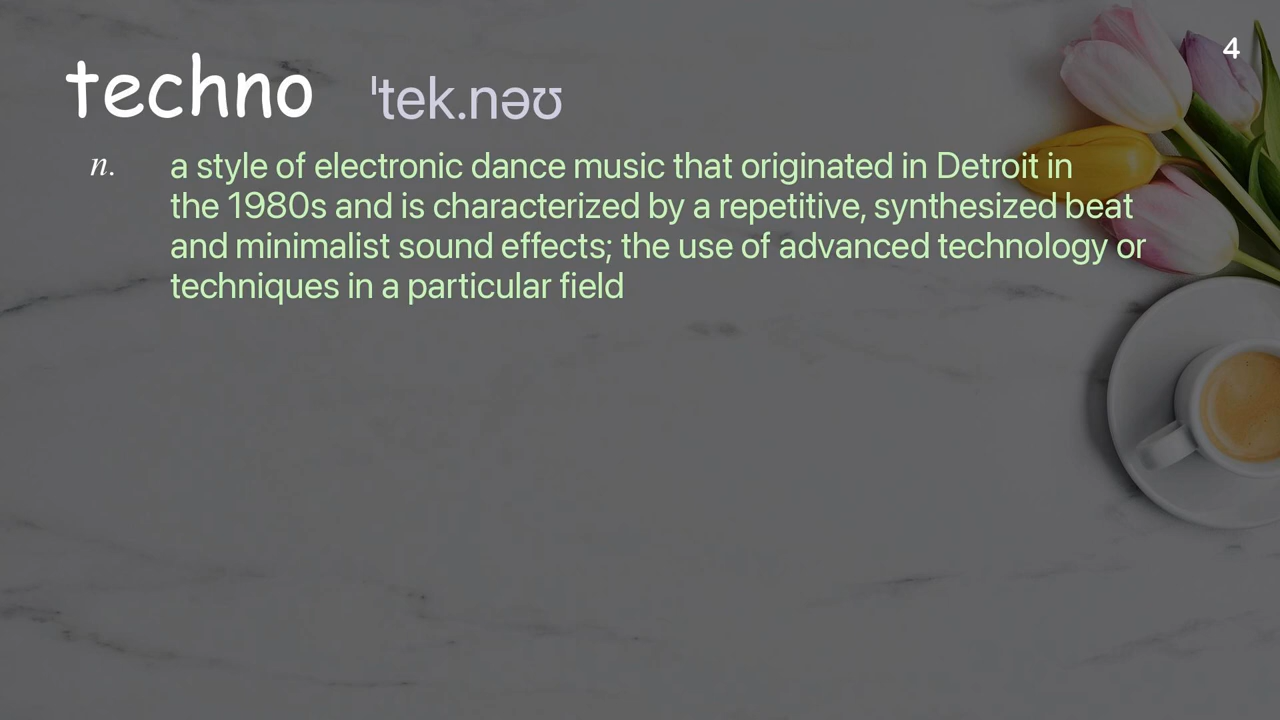 4
techno ˈtek.nəʊ
n. a style of electronic dance music that originated in Detroit in
the 1980s and is characterized by a repetitive, synthesized beat
and minimalist sound effects; the use of advanced technology or
techniques in a particular field